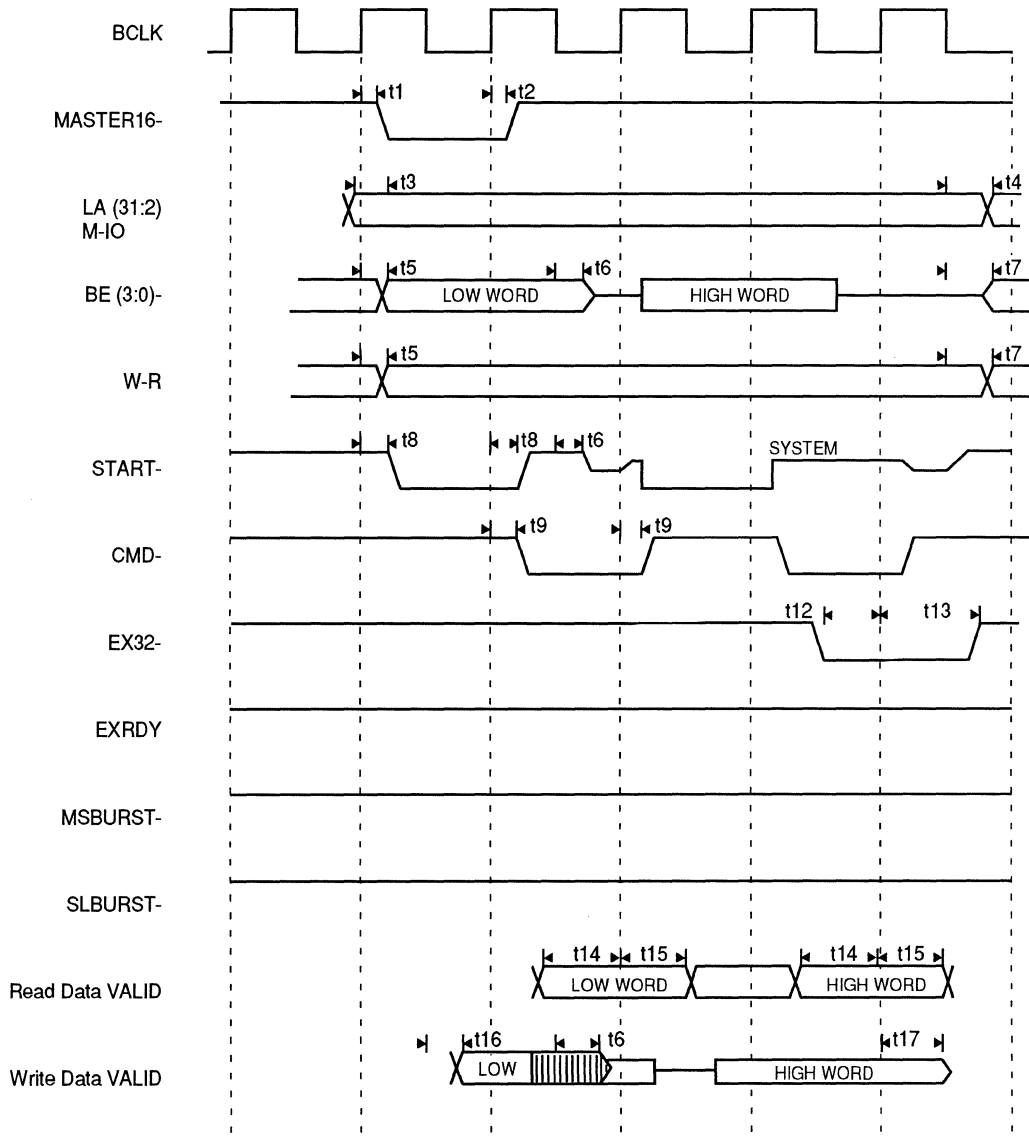 BCLK
t1
t2
MASTER16-
t3
t4
LA (31:2)
M-IO
t5
t6
t7
BE (3:0)-
LOW WORD
HIGH WORD
t5
t7
W-R
t8
t8
t6
SYSTEM
START-
t9
t9
CMD-
t12
t13
EX32-
EXRDY
MSBURST-
SLBURST-
t14
t15
t14
t15
Read Data VALID
LOW WORD
HIGH WORD
t16
t6
t17
Write Data VALID
LOW
HIGH WORD